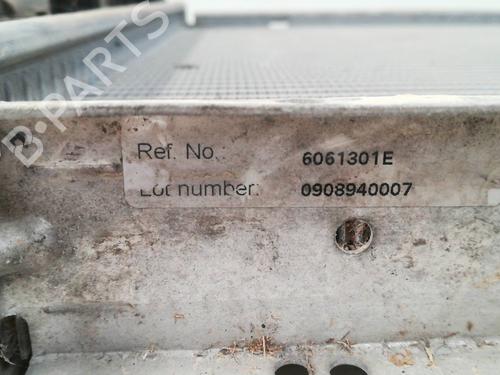 B-PARTS
Ref. No.: 6061301E
Lot number: 0908940007